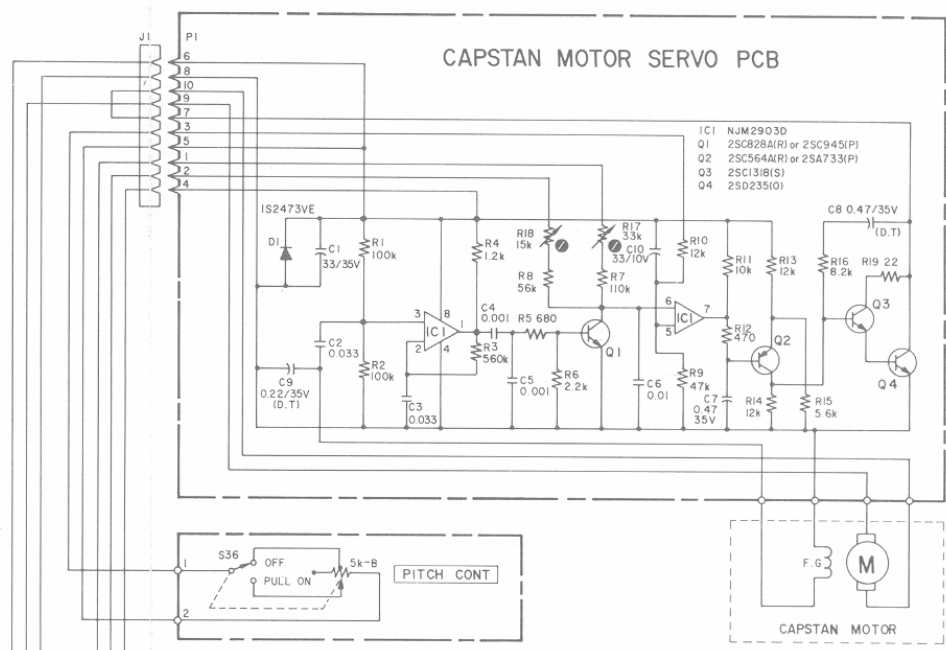 J1
P1
6
8
10
9
7
3
5
1
2
4
CAPSTAN MOTOR SERVO PCB
IC1 NJM2903D
Q1 2SC828A(R) or 2SC945(P)
Q2 2SC564A(R) or 2SA733(P)
Q3 2SC1318(S)
Q4 2SD235(O)
C8 0.47/35V
(D.T)
1S2473VE
D1
C1
33/35V
R1
100k
R4
1.2k
R18
15k
R17
33k
C10
33/10V
R10
12k
R11
10k
R13
12k
R16
8.2k
R19 22
R8
56k
R7
110k
Q3
C4
0.001
R5 680
3
8
IC1
1
2
4
6
IC1
7
5
R12
470
Q2
Q4
C2
0.033
R2
100k
R3
560k
Q1
C9
0.22/35V
(D.T)
C3
0.033
C5
0.001
R6
2.2k
C6
0.01
R9
47k
C7
0.47
35V
R14
12k
R15
5.6k
1
S36
OFF
PULL ON
5k-B
PITCH CONT
2
F.G
M
CAPSTAN MOTOR